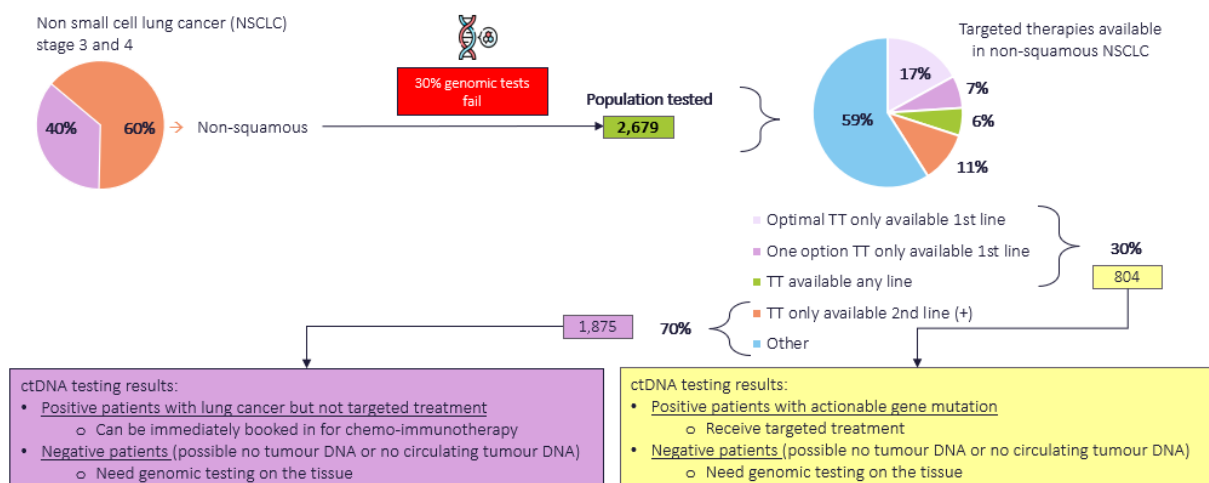 Non small cell lung cancer (NSCLC)
stage 3 and 4
40%
60%
Non-squamous
30% genomic tests
fail
Population tested
2,679
Targeted therapies available
in non-squamous NSCLC
17%
7%
6%
11%
59%
Optimal TT only available 1st line
One option TT only available 1st line
TT available any line
30%
804
TT only available 2nd line (+)
Other
70%
1,875
ctDNA testing results:
• Positive patients with lung cancer but not targeted treatment
o Can be immediately booked in for chemo-immunotherapy
• Negative patients (possible no tumour DNA or no circulating tumour DNA)
o Need genomic testing on the tissue
ctDNA testing results:
• Positive patients with actionable gene mutation
o Receive targeted treatment
• Negative patients (possible no tumour DNA or no circulating tumour DNA)
o Need genomic testing on the tissue